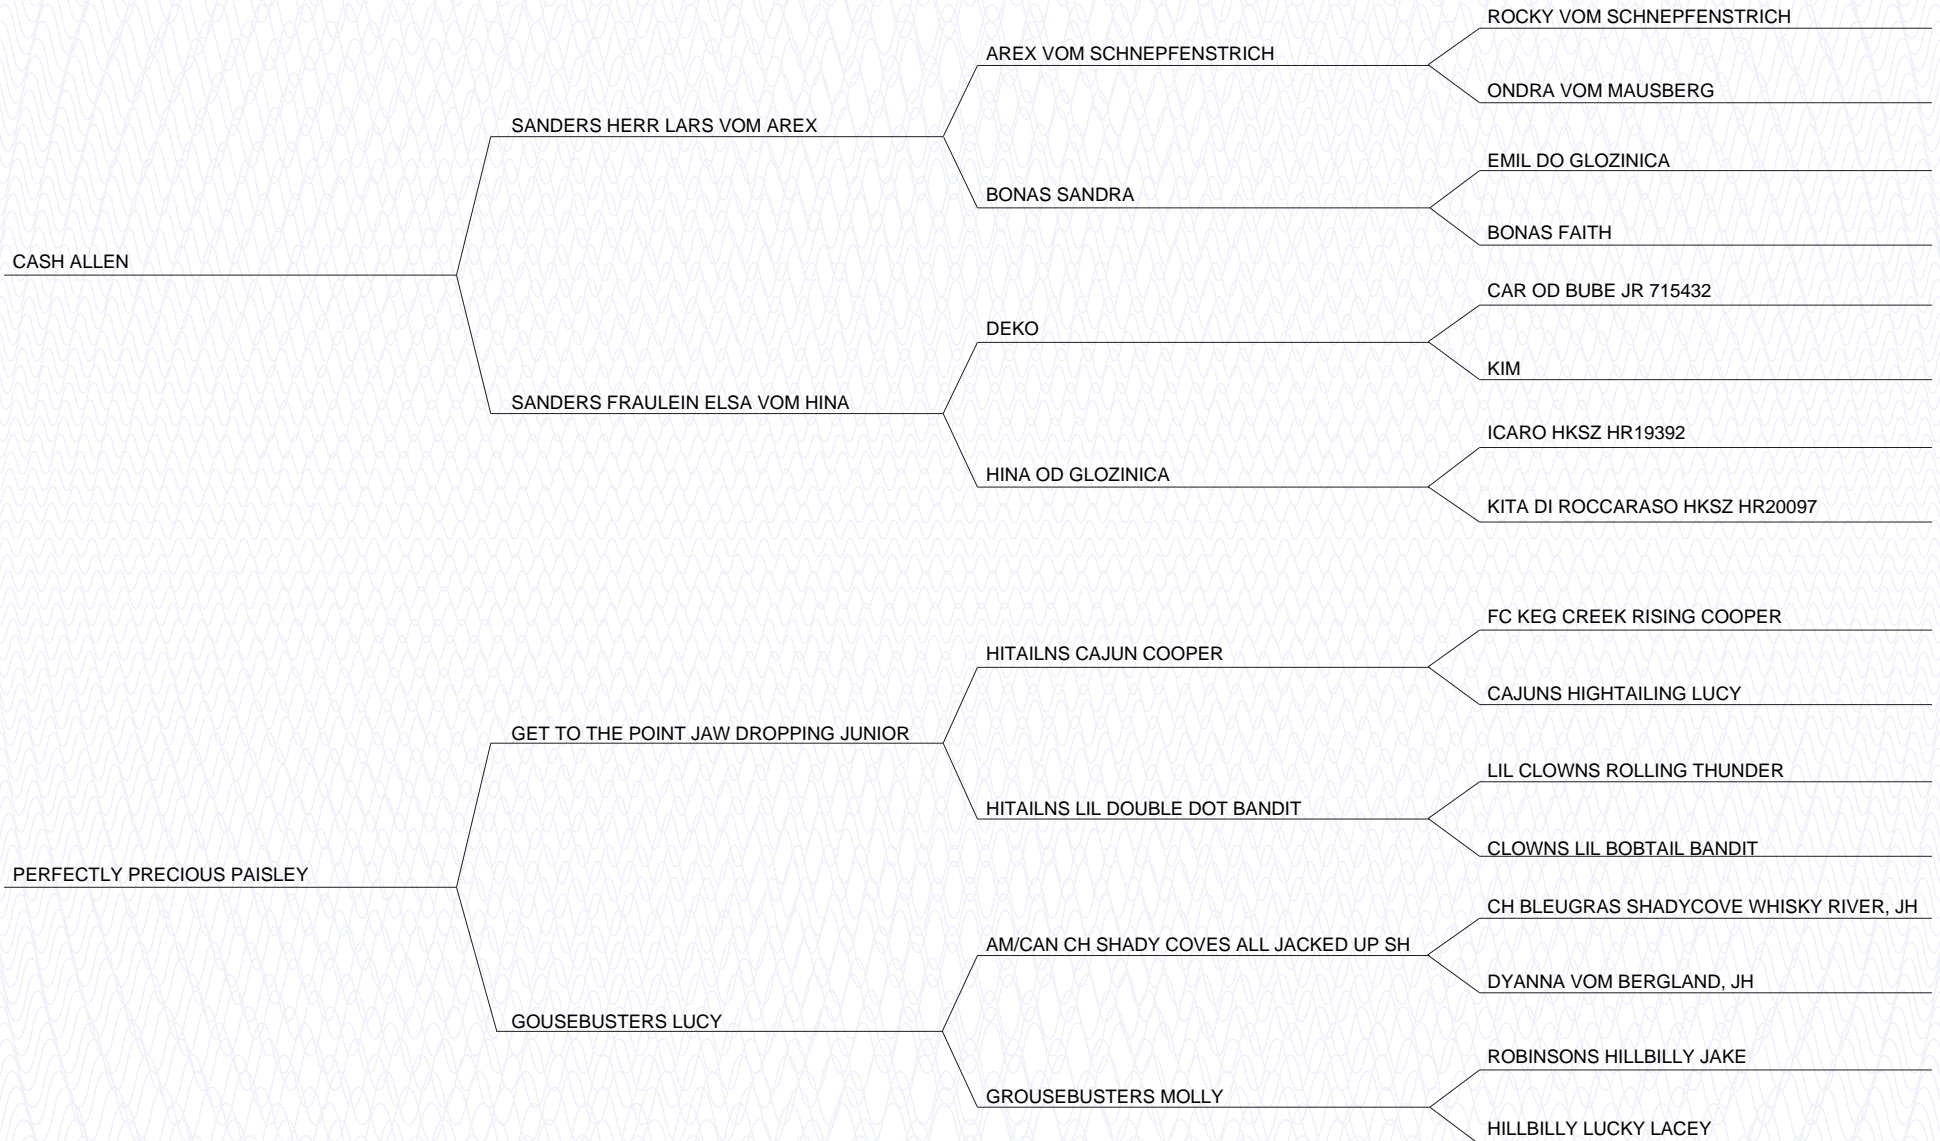 ROCKY VOM SCHNEPFENSTRICH
AREX VOM SCHNEPFENSTRICH
ONDRA VOM MAUSBERG
SANDERS HERR LARS VOM AREX
EMIL DO GLOZINICA
BONAS SANDRA
BONAS FAITH
CASH ALLEN
CAR OD BUBE JR 715432
DEKO
KIM
SANDERS FRAULEIN ELSA VOM HINA
ICARO HKSZ HR19392
HINA OD GLOZINICA
KITA DI ROCCARASO HKSZ HR20097
FC KEG CREEK RISING COOPER
HITAILNS CAJUN COOPER
CAJUNS HIGHTAILING LUCY
GET TO THE POINT JAW DROPPING JUNIOR
LIL CLOWNS ROLLING THUNDER
HITAILNS LIL DOUBLE DOT BANDIT
CLOWNS LIL BOBTAIL BANDIT
PERFECTLY PRECIOUS PAISLEY
CH BLEUGRAS SHADYCOVE WHISKY RIVER, JH
AM/CAN CH SHADY COVES ALL JACKED UP SH
DYANNA VOM BERGLAND, JH
GOUSEBUSTERS LUCY
ROBINSONS HILLBILLY JAKE
GROUSEBUSTERS MOLLY
HILLBILLY LUCKY LACEY